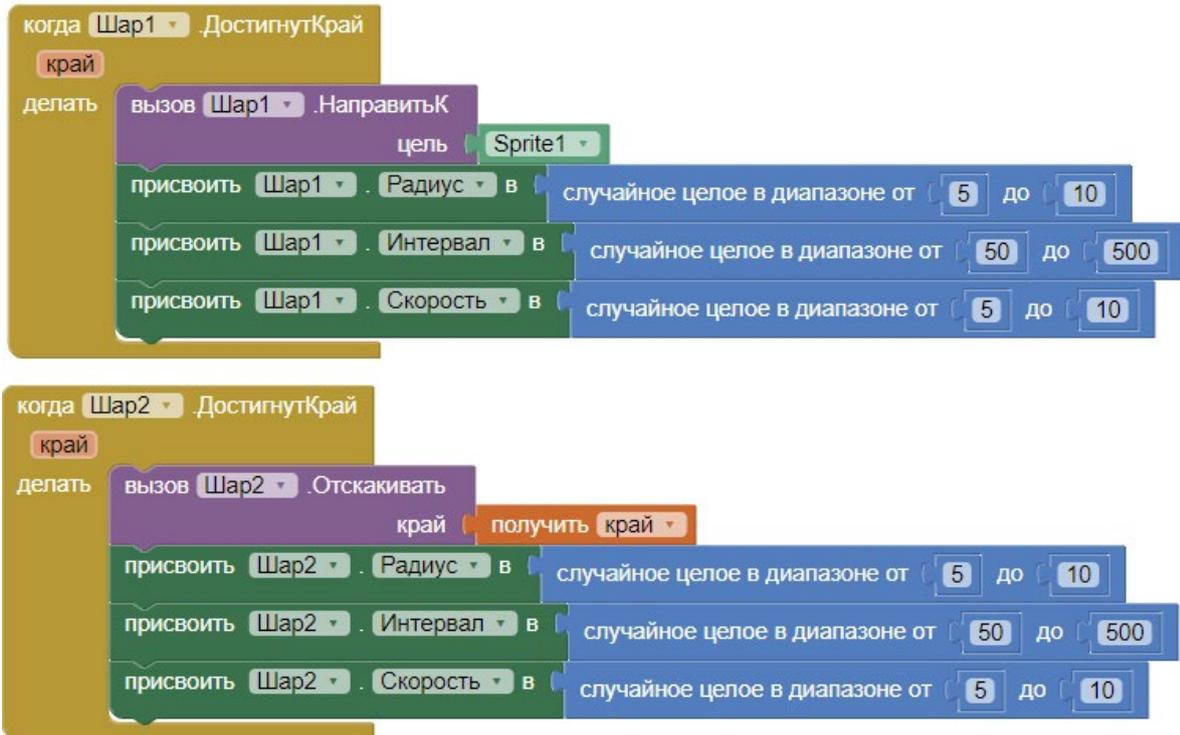 когда Шар1 .ДостигнутКрай
край
делать вызов Шар1 .НаправитьК
цель Sprite1
присвоить Шар1 . Радиус в случайное целое в диапазоне от 5 до 10
присвоить Шар1 . Интервал в случайное целое в диапазоне от 50 до 500
присвоить Шар1 . Скорость в случайное целое в диапазоне от 5 до 10
когда Шар2 .ДостигнутКрай
край
делать вызов Шар2 .Отскакивать
край получить край
присвоить Шар2 . Радиус в случайное целое в диапазоне от 5 до 10
присвоить Шар2 . Интервал в случайное целое в диапазоне от 50 до 500
присвоить Шар2 . Скорость в случайное целое в диапазоне от 5 до 10